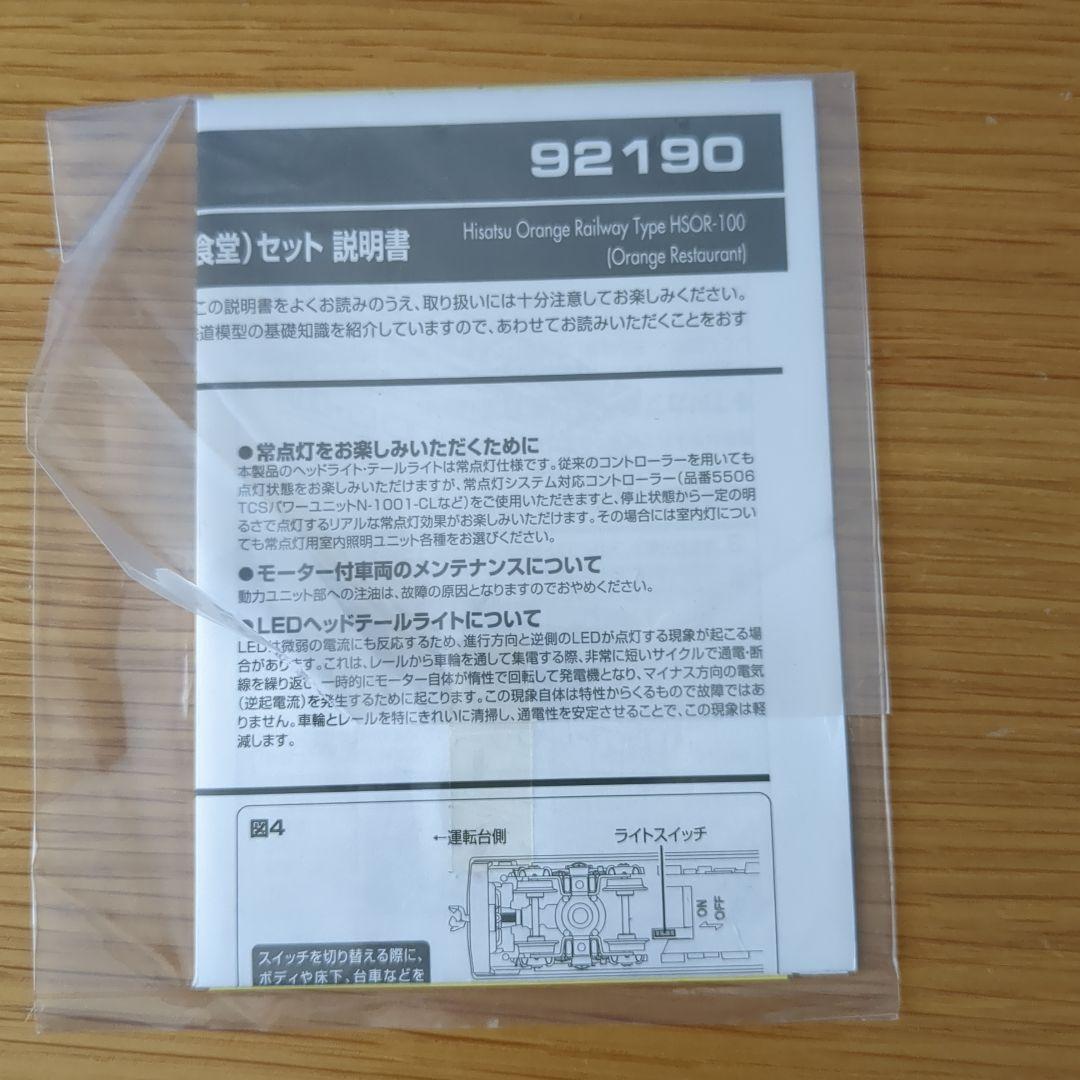 92190
食堂)セット 説明書
Hisatsu Orange Railway Type HSOR-100
(Orange Restaurant)
この説明書をよくお読みのうえ、取り扱いには十分注意してお楽しみください。
道模型の基礎知識を紹介していますので、あわせてお読みいただくことをおす
●常点灯をお楽しみいただくために
本製品のヘッドライト・テールライトは常点灯仕様です。従来のコントローラーを用いても
点灯状態をお楽しみいただけますが、常点灯システム対応コントローラー(品番5506
TCSパワーユニットN-1001-CLなど)をご使用いただきますと、停止状態から一定の明
るさで点灯するリアルな常点灯効果がお楽しみいただけます。その場合には室内灯につい
ても常点灯用室内照明ユニット各種をお選びください。
●モーター付車両のメンテナンスについて
動力ユニット部への注油は、故障の原因となりますのでおやめください。
●LEDヘッドテールライトについて
LEDは微弱の電流にも反応するため、進行方向と逆側のLEDが点灯する現象が起こる場
合があります。これは、レールから車輪を通して集電する際、非常に短いサイクルで通電・断
線を繰り返し、一時的にモーター自体が惰性で回転して発電機となり、マイナス方向の電気
(逆起電流)を発生するために起こります。この現象自体は特性からくるもので故障ではあ
りません。車輪とレールを特にきれいに清掃し、通電性を安定させることで、この現象は軽
減します。
図4
←運転台側
ライトスイッチ
ON
OFF
スイッチを切り替える際に、
ボディや床下、台車などを